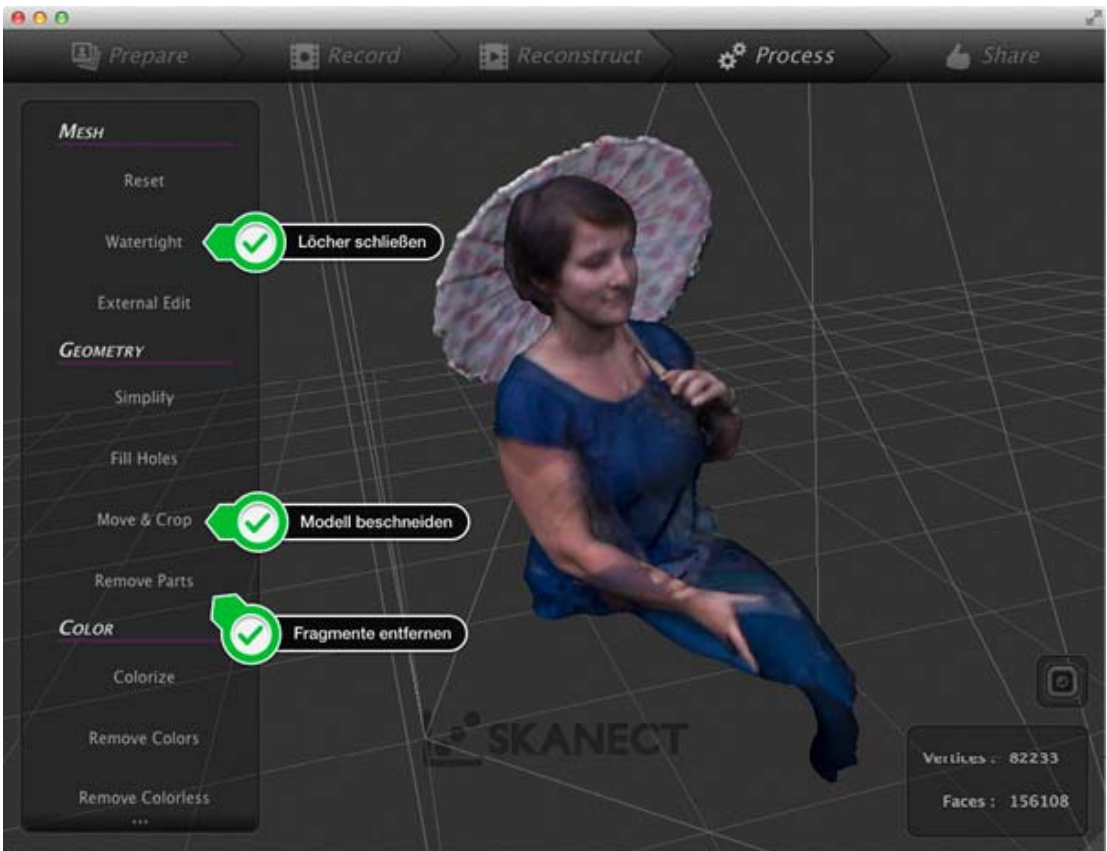 Prepare
Record
Reconstruct
Process
Share
MESH
Reset
Watertight
Löcher schließen
External Edit
GEOMETRY
Simplify
Fill Holes
Move & Crop
Modell beschneiden
Remove Parts
COLOR
Fragmente entfernen
Colorize
Remove Colors
Remove Colorless
...
SKANECT
Vertices : 82233
Faces : 156108